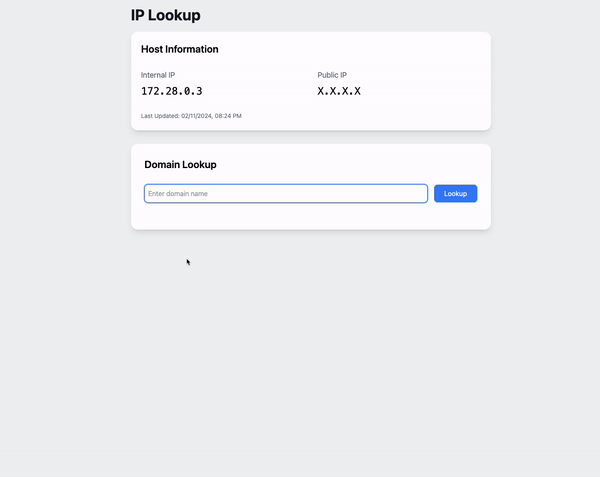 IP Lookup
Host Information
Internal IP
Public IP
172.28.0.3
X.X.X.X
Last Updated: 02/11/2024, 08:24 PM
Domain Lookup
Enter domain name
Lookup